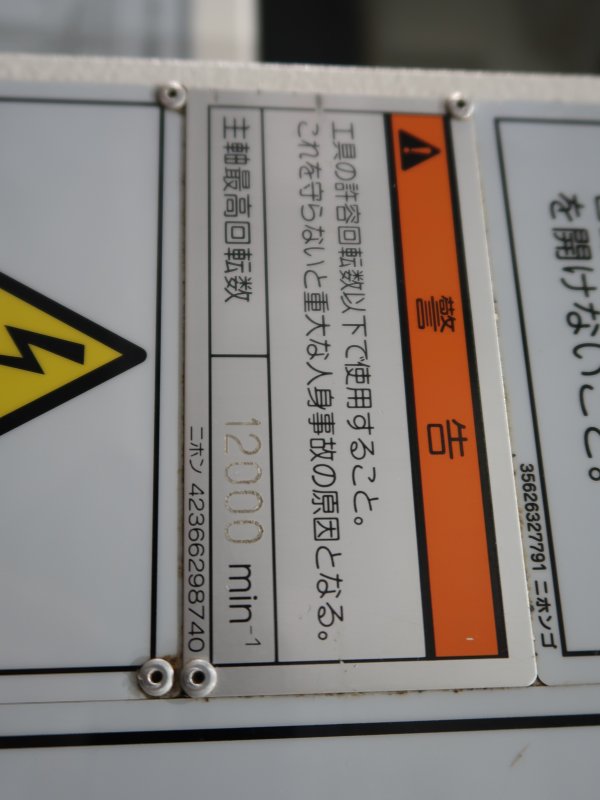 警告
工具の許容回転数以下で使用すること。
これを守らないと重大な人身事故の原因となる。
主軸最高回転数 12000 min⁻¹
ニホン 42366298740
を開けないこと。
35626327791 ニホンゴ